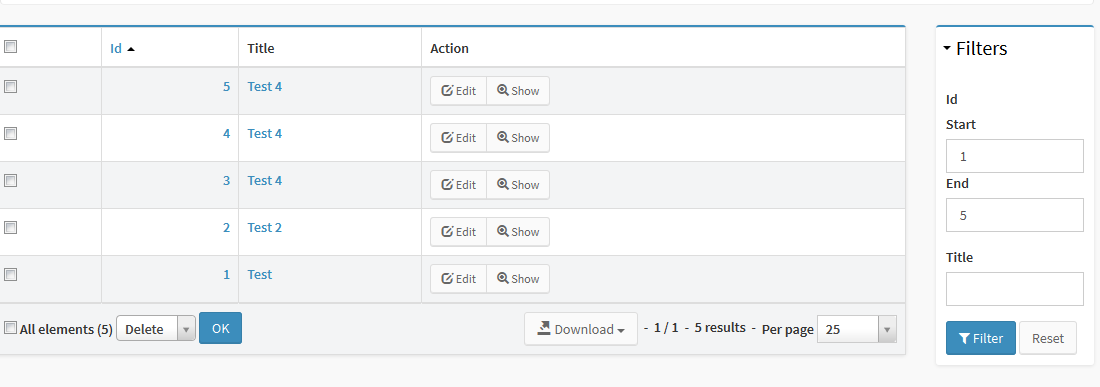 Id Title Action
5 Test 4 Edit Show
4 Test 4 Edit Show
3 Test 4 Edit Show
2 Test 2 Edit Show
1 Test Edit Show
All elements (5) Delete OK Download - 1 / 1 - 5 results - Per page 25
Filters
Id
Start
1
End
5
Title
Filter Reset